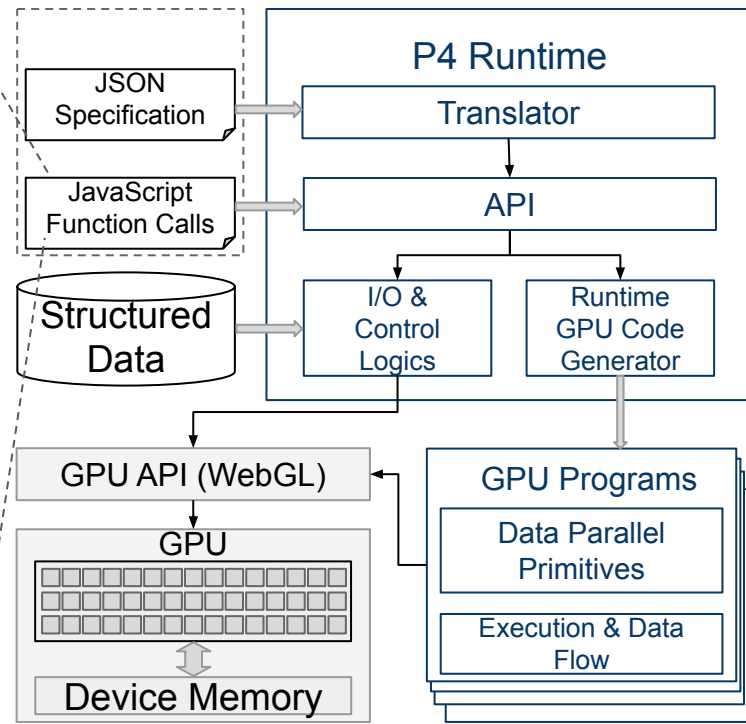 P4 Runtime
JSON
Specification
Translator
JavaScript
Function Calls
API
Structured
Data
I/O &
Control
Logics
Runtime
GPU Code
Generator
GPU API (WebGL)
GPU Programs
Data Parallel
Primitives
Execution & Data
Flow
GPU
Device Memory